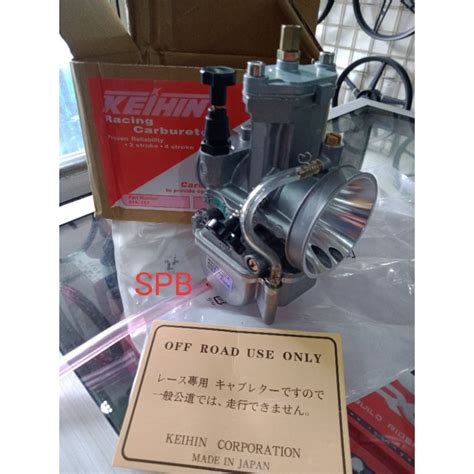 KEIHIN
Racing
Carburetor
Proven Reliability
• 2 stroke • 4 stroke
SPB
OFF ROAD USE ONLY
レース専用 キャブレターですので
一般公道では、走行できません。
KEIHIN CORPORATION
MADE IN JAPAN